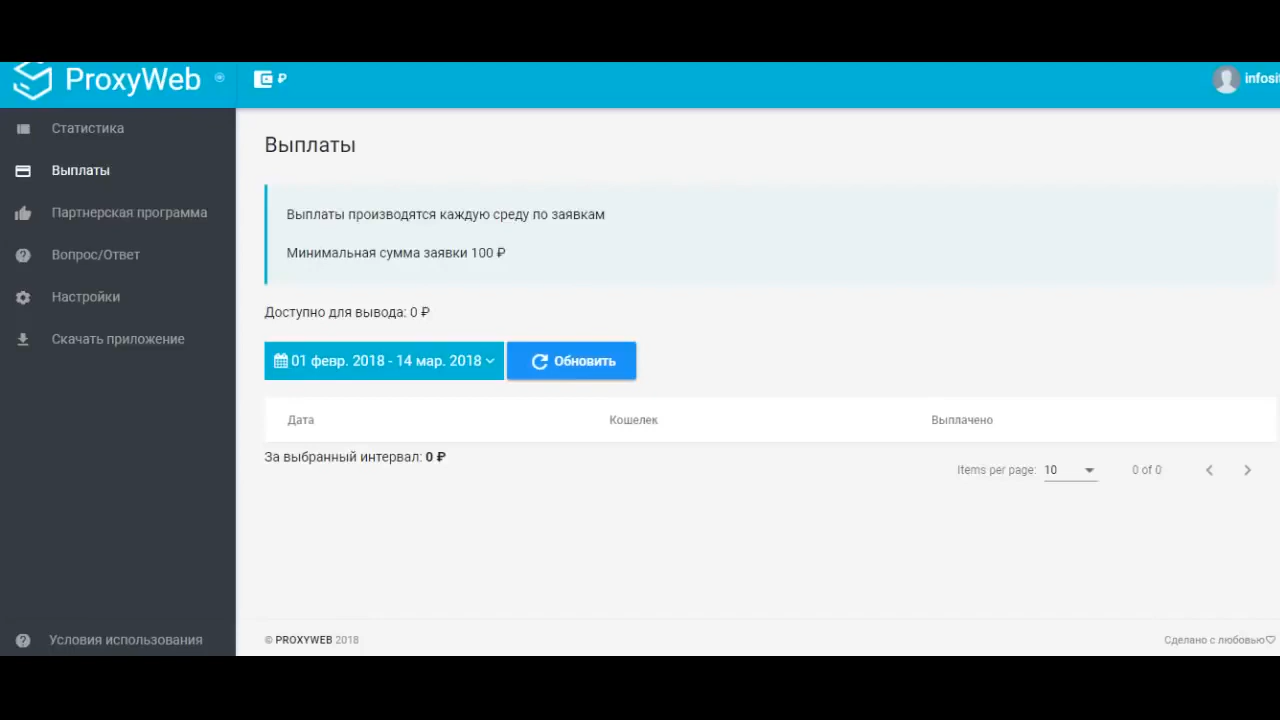 ProxyWeb
₽
Статистика
Выплаты
Партнерская программа
Вопрос/Ответ
Настройки
Скачать приложение
Условия использования
Выплаты
Выплаты производятся каждую среду по заявкам
Минимальная сумма заявки 100 ₽
Доступно для вывода: 0 ₽
01 февр. 2018 - 14 мар. 2018
Обновить
Дата Кошелек Выплачено
За выбранный интервал: 0 ₽
Items per page: 10 0 of 0
© PROXYWEB 2018
Сделано с любовью